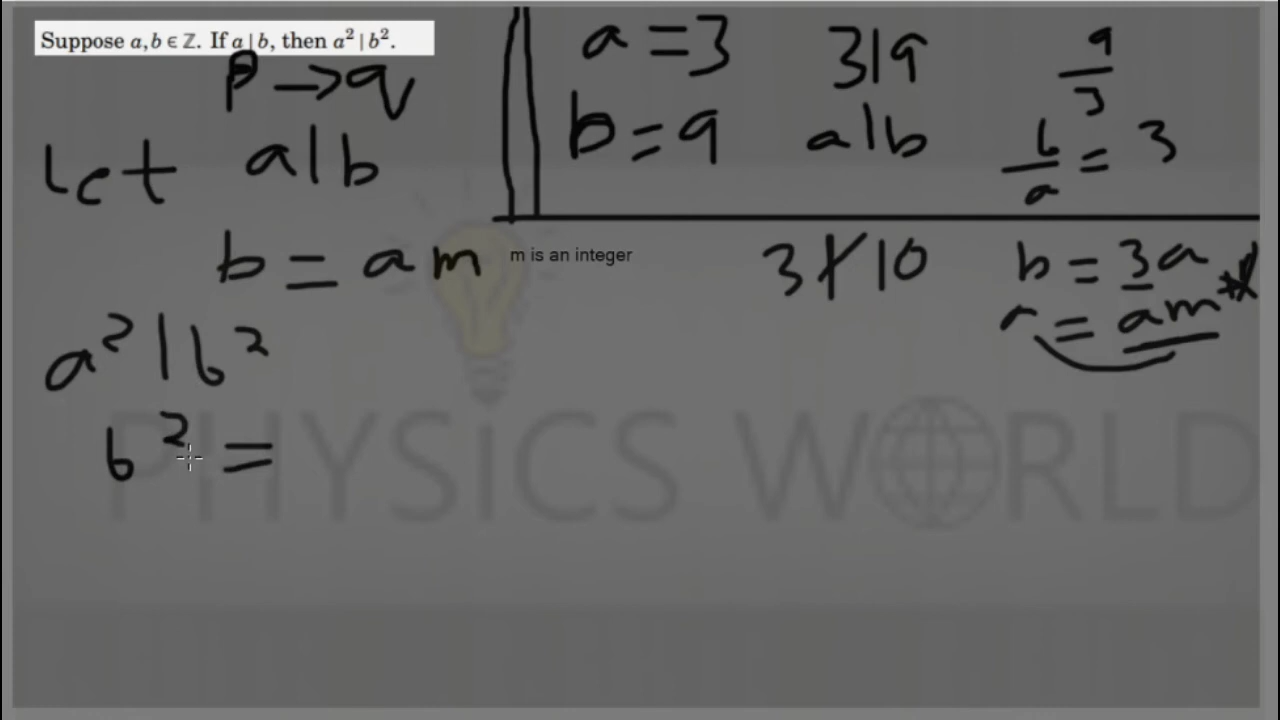 Suppose a, b ∈ ℤ. If a | b, then a² | b².
p → q
Let a|b
b = am
m is an integer
a² | b²
b² =
a = 3
b = 9
3|9
a|b
9/3
b/a = 3
3∤10
b = 3a
= am
PHYSiCS WORLD